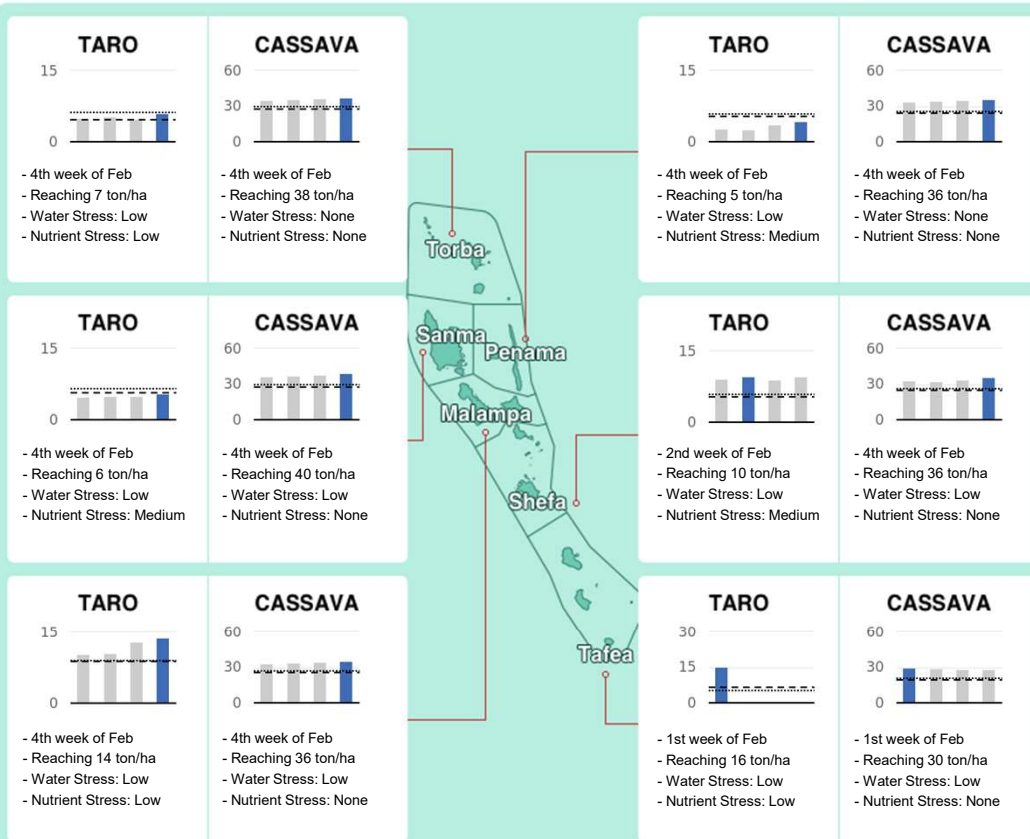 TARO
15
0
- 4th week of Feb
- Reaching 7 ton/ha
- Water Stress: Low
- Nutrient Stress: Low
CASSAVA
60
30
0
- 4th week of Feb
- Reaching 38 ton/ha
- Water Stress: None
- Nutrient Stress: None
TARO
15
0
- 4th week of Feb
- Reaching 5 ton/ha
- Water Stress: Low
- Nutrient Stress: Medium
CASSAVA
60
30
0
- 4th week of Feb
- Reaching 36 ton/ha
- Water Stress: None
- Nutrient Stress: None
Torba
Sanma
Penama
Malampa
Shefa
Tafea
TARO
15
0
- 4th week of Feb
- Reaching 6 ton/ha
- Water Stress: Low
- Nutrient Stress: Medium
CASSAVA
60
30
0
- 4th week of Feb
- Reaching 40 ton/ha
- Water Stress: Low
- Nutrient Stress: None
TARO
15
0
- 2nd week of Feb
- Reaching 10 ton/ha
- Water Stress: Low
- Nutrient Stress: Medium
CASSAVA
60
30
0
- 4th week of Feb
- Reaching 36 ton/ha
- Water Stress: Low
- Nutrient Stress: None
TARO
15
0
- 4th week of Feb
- Reaching 14 ton/ha
- Water Stress: Low
- Nutrient Stress: Low
CASSAVA
60
30
0
- 4th week of Feb
- Reaching 36 ton/ha
- Water Stress: Low
- Nutrient Stress: None
TARO
30
15
0
- 1st week of Feb
- Reaching 16 ton/ha
- Water Stress: Low
- Nutrient Stress: Low
CASSAVA
60
30
0
- 1st week of Feb
- Reaching 30 ton/ha
- Water Stress: Low
- Nutrient Stress: None